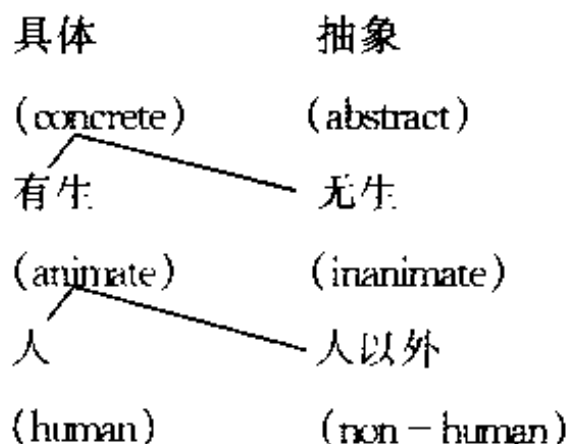 具体 抽象
(concrete) (abstract)
有生 无生
(animate) (inanimate)
人 人以外
(human) (non-human)